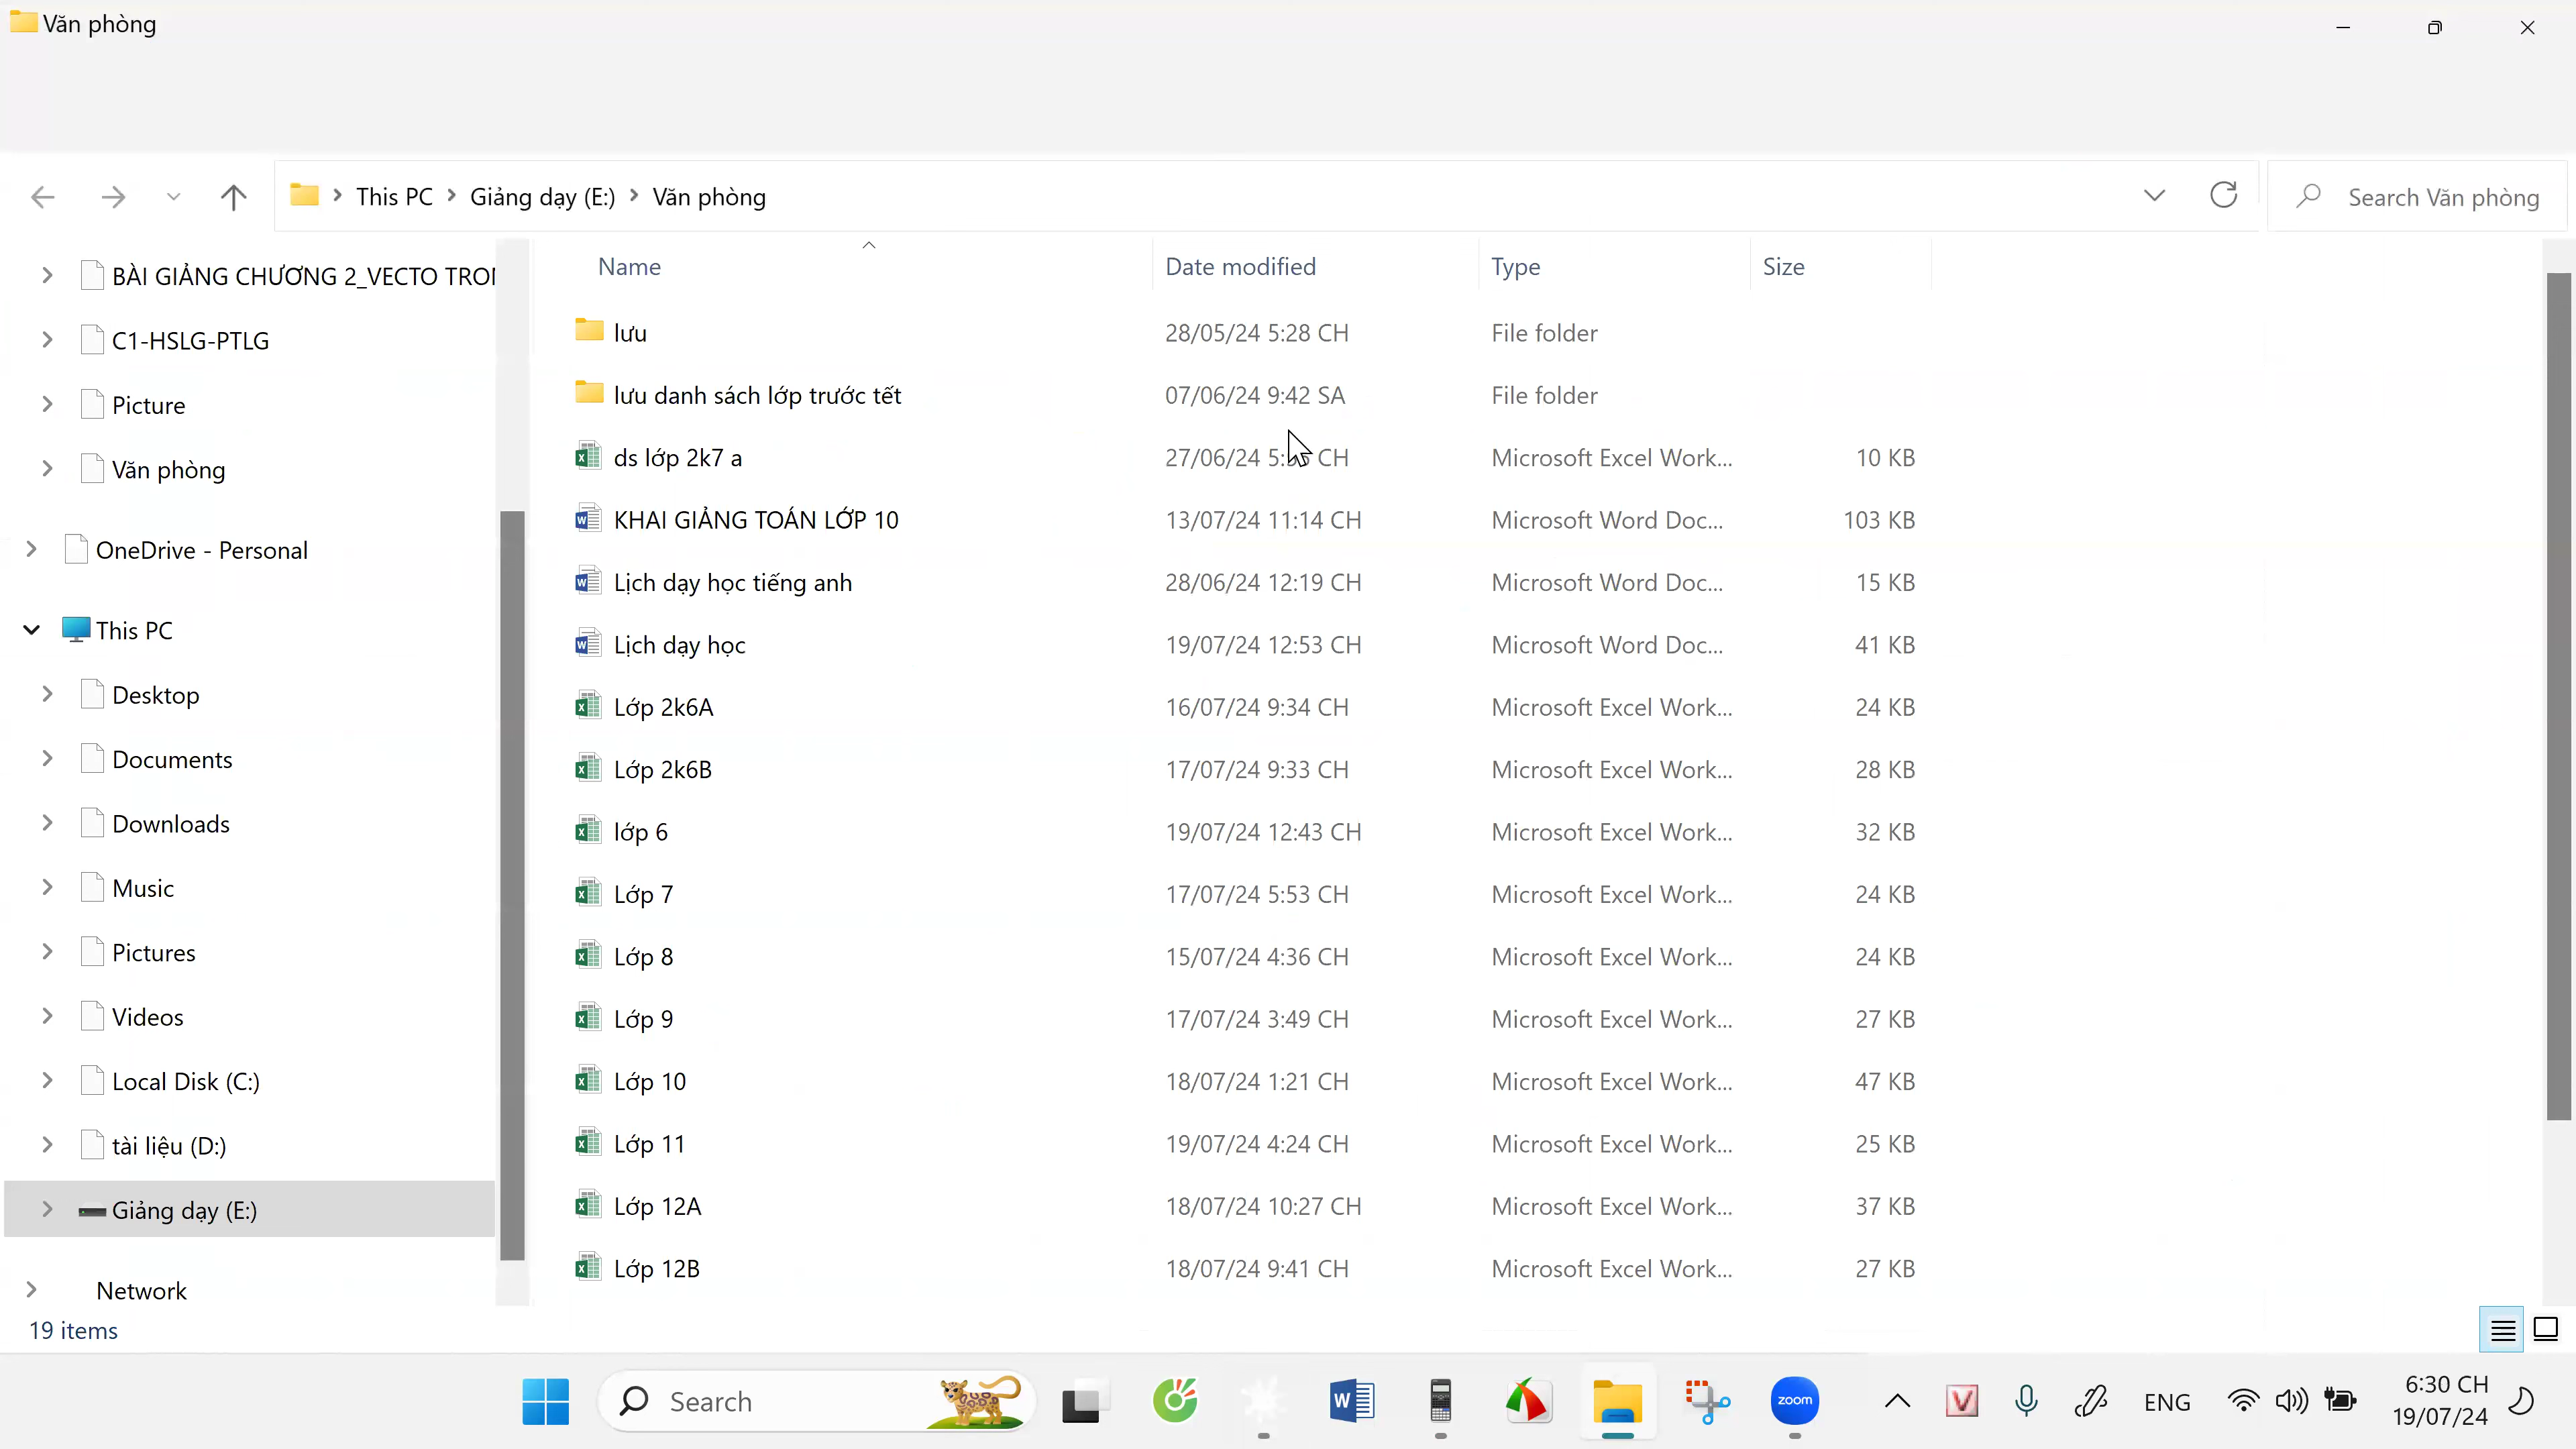 Văn phòng
This PC > Giảng dạy (E:) > Văn phòng
Search Văn phòng
BÀI GIẢNG CHƯƠNG 2_VECTO
C1-HSLG-PTLG
Picture
Văn phòng
OneDrive - Personal
This PC
Desktop
Documents
Downloads
Music
Pictures
Videos
Local Disk (C:)
tài liệu (D:)
Giảng dạy (E:)
Network
Name Date modified Type Size
lưu 28/05/24 5:28 CH File folder
lưu danh sách lớp trước tết 07/06/24 9:42 SA File folder
ds lớp 2k7 a 27/06/24 CH Microsoft Excel Work... 10 KB
KHAI GIẢNG TOÁN LỚP 10 13/07/24 11:14 CH Microsoft Word Doc... 103 KB
Lịch dạy học tiếng anh 28/06/24 12:19 CH Microsoft Word Doc... 15 KB
Lịch dạy học 19/07/24 12:53 CH Microsoft Word Doc... 41 KB
Lớp 2k6A 16/07/24 9:34 CH Microsoft Excel Work... 24 KB
Lớp 2k6B 17/07/24 9:33 CH Microsoft Excel Work... 28 KB
lớp 6 19/07/24 12:43 CH Microsoft Excel Work... 32 KB
Lớp 7 17/07/24 5:53 CH Microsoft Excel Work... 24 KB
Lớp 8 15/07/24 4:36 CH Microsoft Excel Work... 24 KB
Lớp 9 17/07/24 3:49 CH Microsoft Excel Work... 27 KB
Lớp 10 18/07/24 1:21 CH Microsoft Excel Work... 47 KB
Lớp 11 19/07/24 4:24 CH Microsoft Excel Work... 25 KB
Lớp 12A 18/07/24 10:27 CH Microsoft Excel Work... 37 KB
Lớp 12B 18/07/24 9:41 CH Microsoft Excel Work... 27 KB
19 items
Search
zoom
ENG
6:30 CH
19/07/24